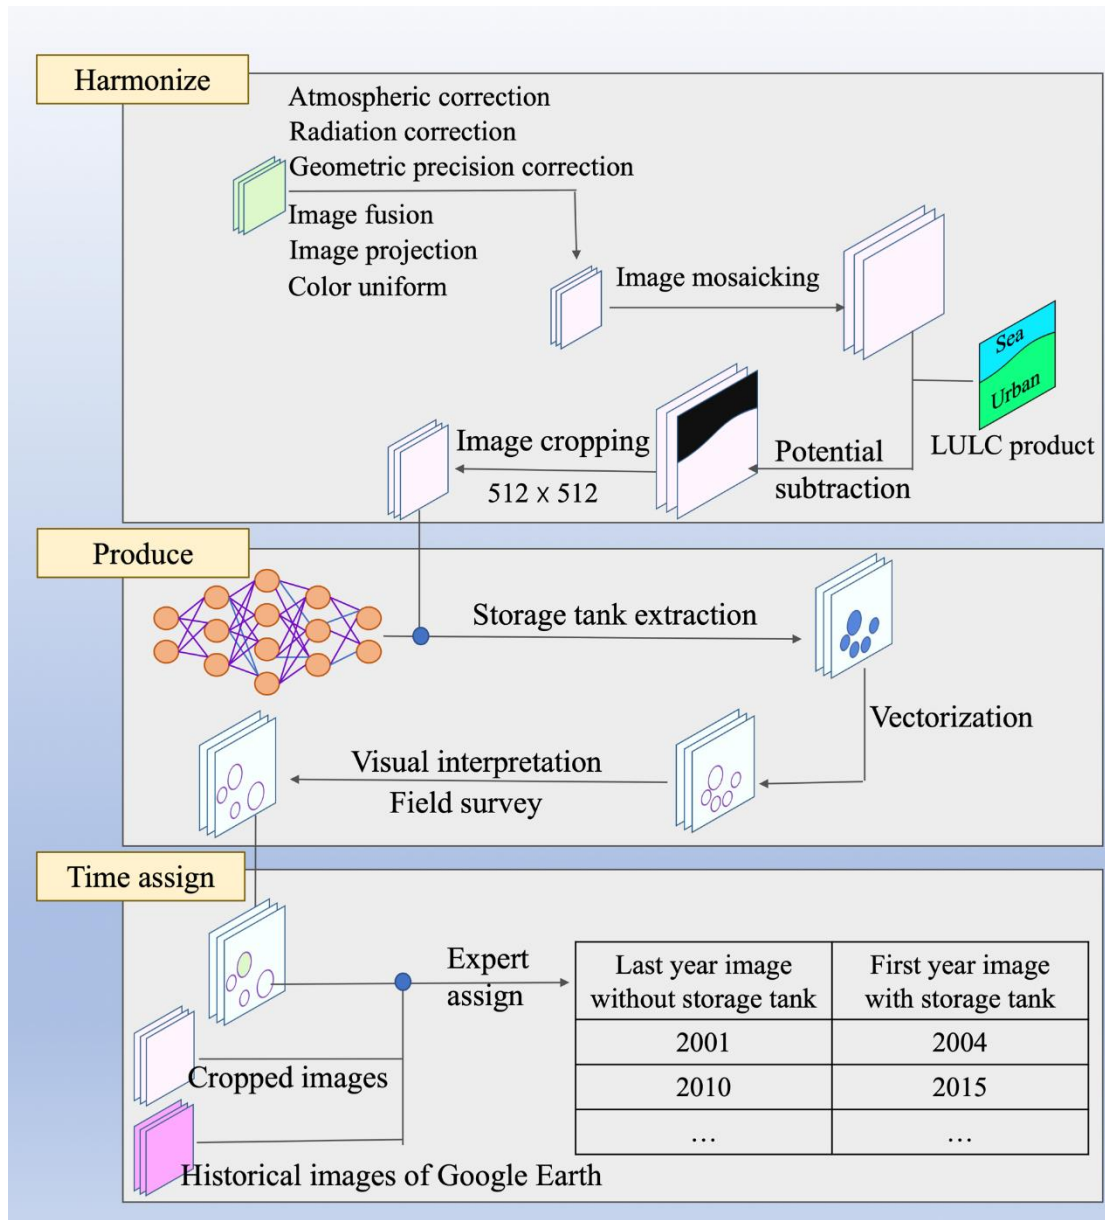 Harmonize
Atmospheric correction
Radiation correction
Geometric precision correction
Image fusion
Image projection
Color uniform
Image mosaicking
Sea
Urban
LULC product
Potential
subtraction
Image cropping
512 x 512
Produce
Storage tank extraction
Vectorization
Visual interpretation
Field survey
Time assign
Expert
assign
Cropped images
Historical images of Google Earth
Last year image
without storage tank
First year image
with storage tank
2001
2004
2010
2015
…
…